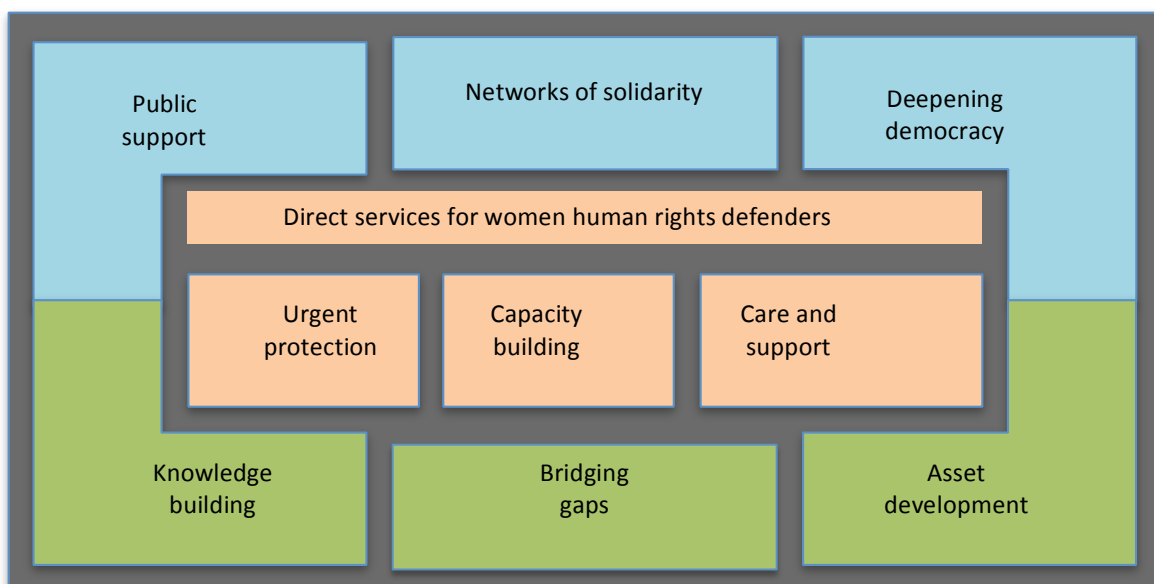 Public
support
Networks of solidarity
Deepening
democracy
Direct services for women human rights defenders
Urgent
protection
Capacity
building
Care and
support
Knowledge
building
Bridging
gaps
Asset
development